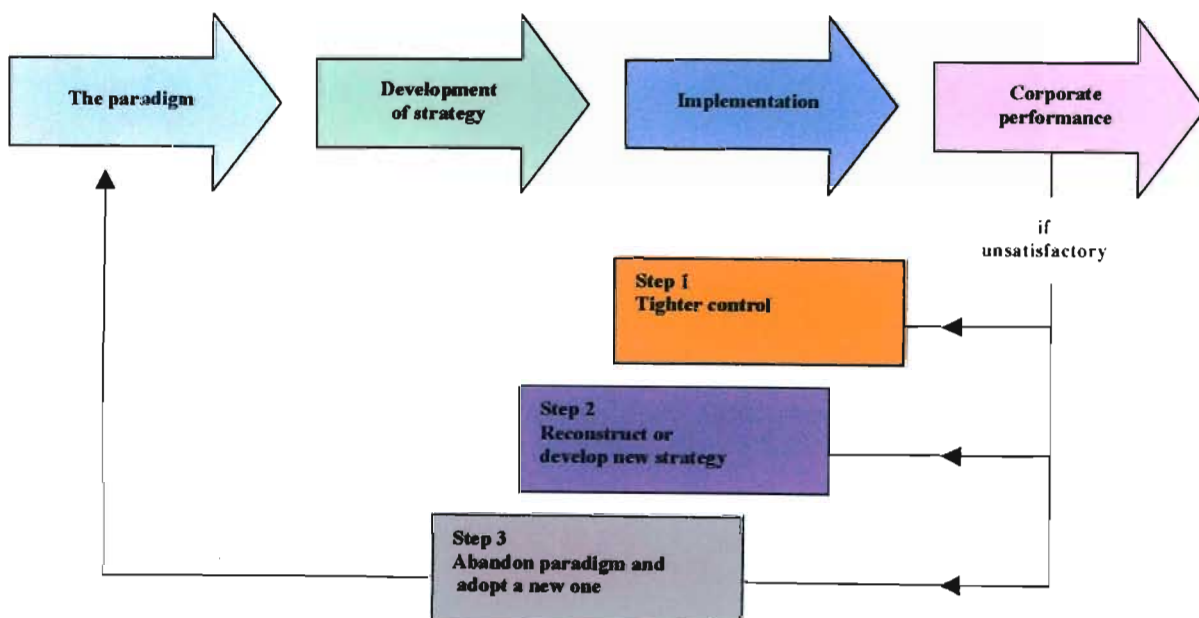 The paradigm
Development
of strategy
Implementation
Corporate
performance
if
unsatisfactory
Step 1
Tighter control
Step 2
Reconstruct or
develop new strategy
Step 3
Abandon paradigm and
adopt a new one